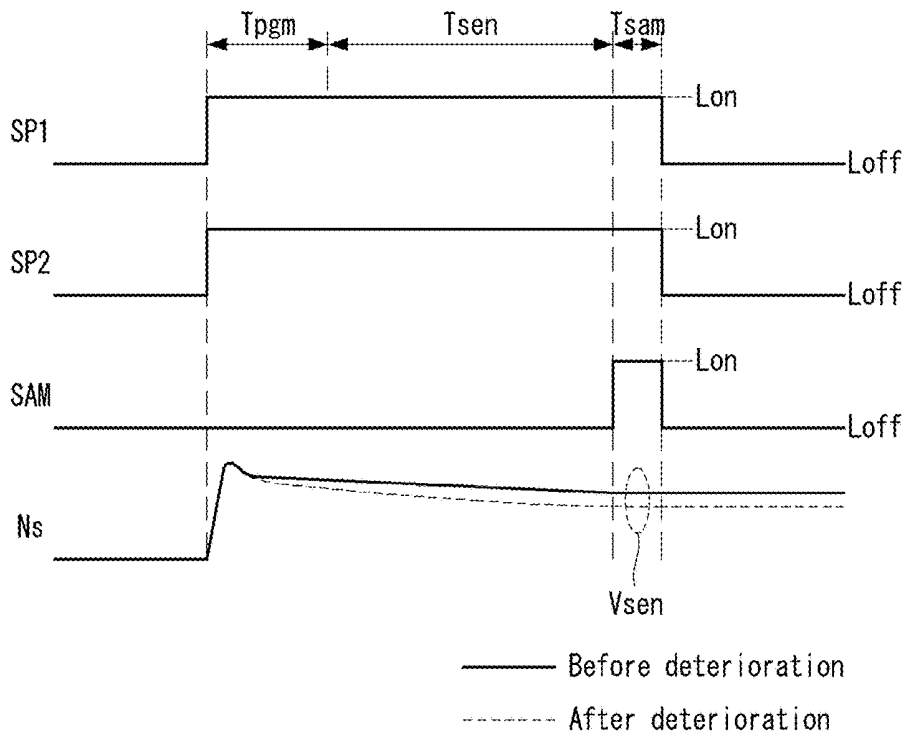 Tpgm Tsen Tsam
SP1 Lon
Loff
SP2 Lon
Loff
SAM Lon
Loff
Ns
Vsen
Before deterioration
After deterioration